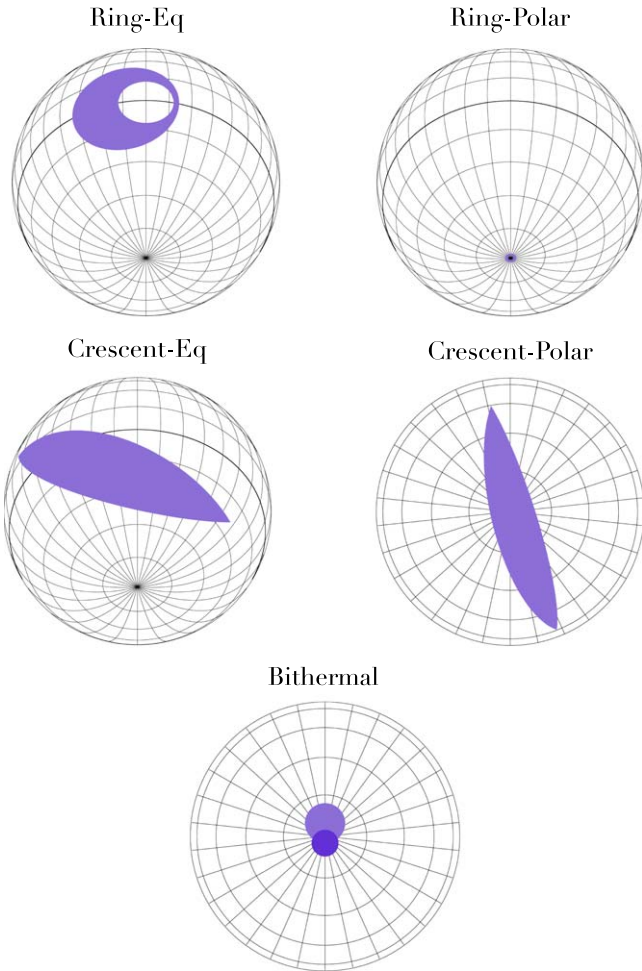 Ring-Eq
Ring-Polar
Crescent-Eq
Crescent-Polar
Bithermal